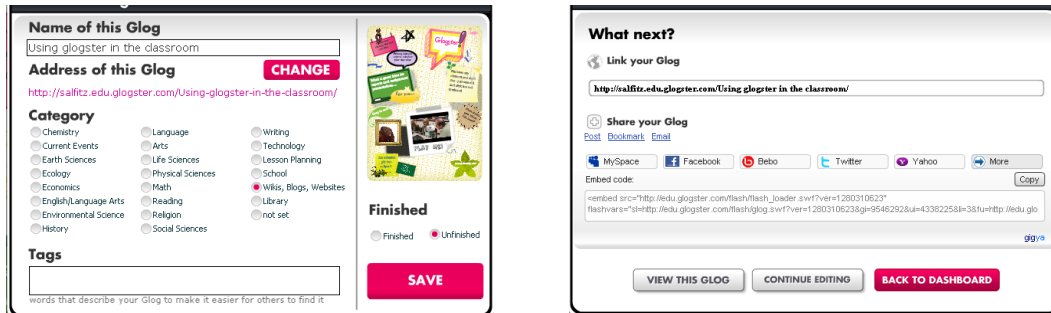 Name of this Glog
Using glogster in the classroom
Address of this Glog
CHANGE
http://salfitz.edu.glogster.com/Using-glogster-in-the-classroom/
Category
Chemistry Language Writing
Current Events Arts Technology
Earth Sciences Life Sciences Lesson Planning
Ecology Physical Sciences School
Economics Math Wikis, Blogs, Websites
English/Language Arts Reading Library
Environmental Science Religion not set
History Social Sciences
Tags
words that describe your Glog to make it easier for others to find it
Glogster!
Finished
Finished Unfinished
SAVE
What next?
Link your Glog
http://salfitz.edu.glogster.com/Using glogster in the classroom/
Share your Glog
Post Bookmark Email
MySpace Facebook Bebo Twitter Yahoo More
Embed code:
Copy
<embed src="http://edu.glogster.com/flash/flash_loader.swf?ver=1280310623"
flashvars="sl=http://edu.glogster.com/flash/glog.swf?ver=1280310623&gi=9546292&ui=4338225&li=3&fu=http://edu.glo
gigya
VIEW THIS GLOG CONTINUE EDITING BACK TO DASHBOARD